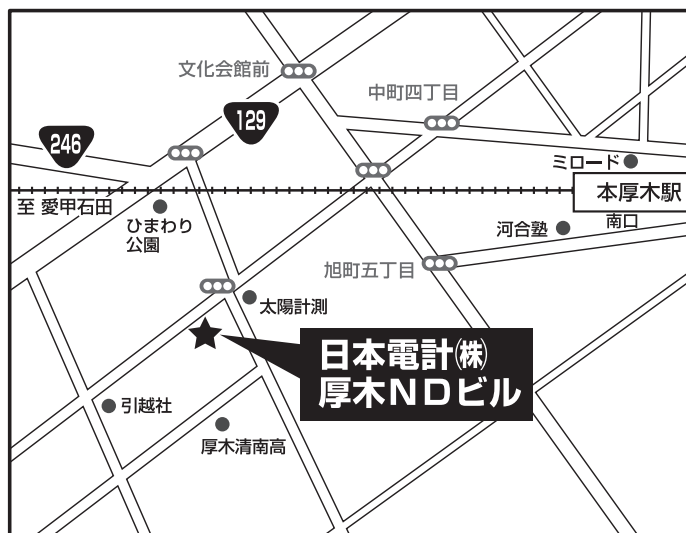 文化会館前
中町四丁目
129
246
ミロード
本厚木駅
至 愛甲石田
南口
ひまわり
公園
河合塾
旭町五丁目
太陽計測
日本電計㈱
厚木NDビル
引越社
厚木清南高